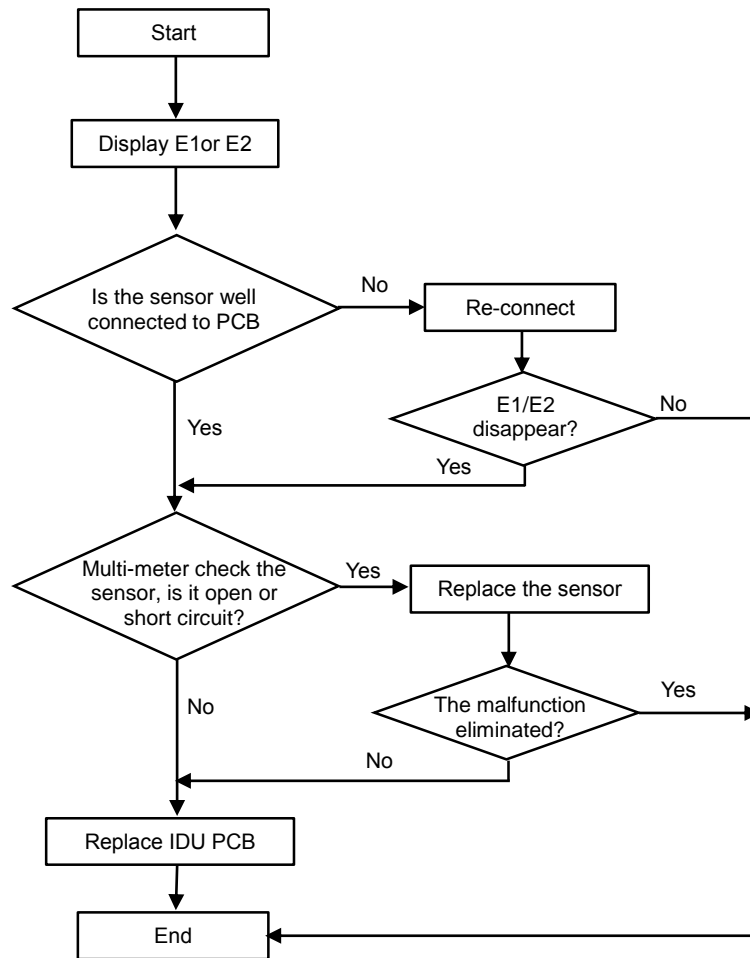 Start
Display E1or E2
Is the sensor well
connected to PCB
No
Re-connect
E1/E2
disappear?
No
Yes
Yes
Multi-meter check the
sensor, is it open or
short circuit?
Yes
Replace the sensor
The malfunction
eliminated?
Yes
No
No
Replace IDU PCB
End